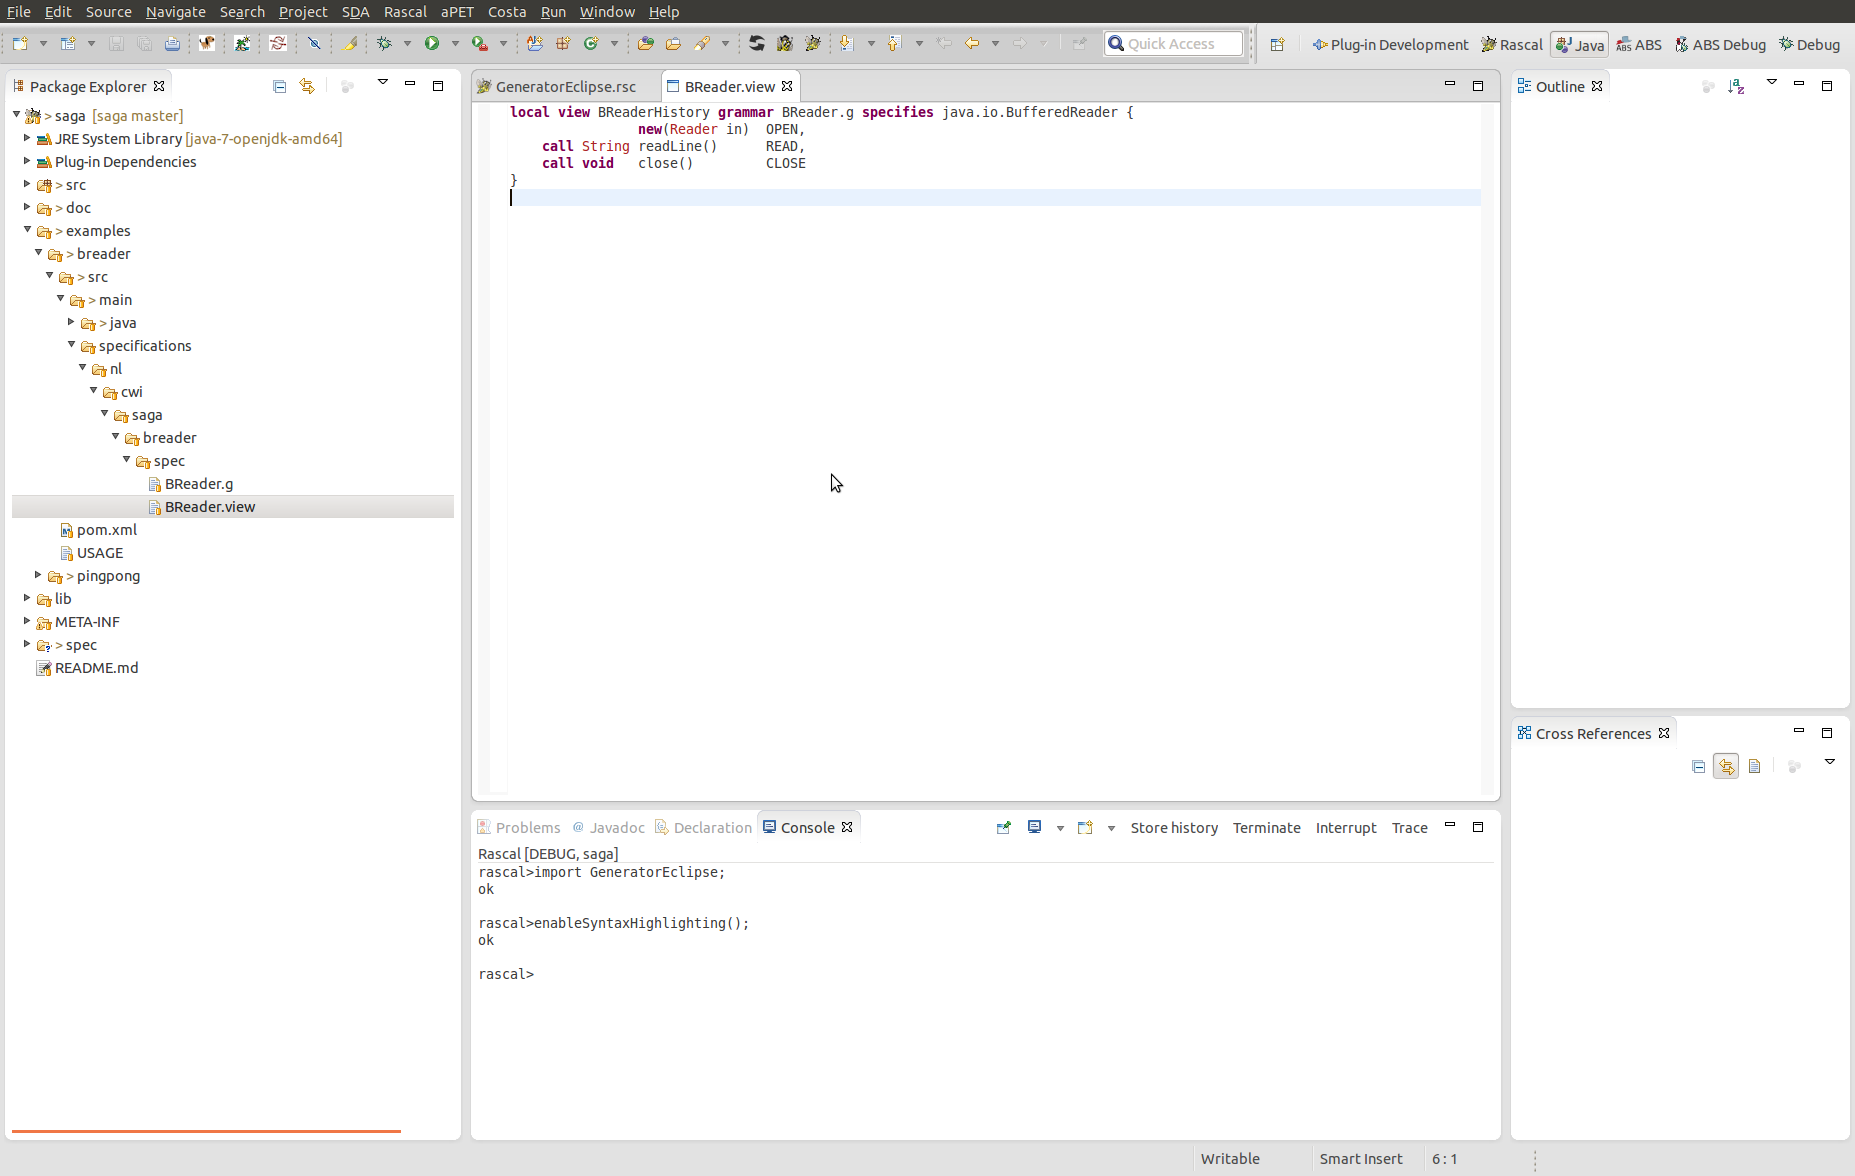 File Edit Source Navigate Search Project SDA Rascal aPET Costa Run Window Help
Quick Access Plug-in Development Rascal Java ABS ABS Debug Debug
Package Explorer
> saga [saga master]
JRE System Library [java-7-openjdk-amd64]
Plug-in Dependencies
> src
> doc
> examples
> breader
> src
> main
> java
specifications
nl
cwi
saga
breader
spec
BReader.g
BReader.view
pom.xml
USAGE
> pingpong
lib
META-INF
> spec
README.md
GeneratorEclipse.rsc BReader.view
local view BReaderHistory grammar BReader.g specifies java.io.BufferedReader {
new(Reader in) OPEN,
call String readLine() READ,
call void close() CLOSE
}
Problems Javadoc Declaration Console Store history Terminate Interrupt Trace
Rascal [DEBUG, saga]
rascal>import GeneratorEclipse;
ok
rascal>enableSyntaxHighlighting();
ok
rascal>
Outline
Cross References
Writable Smart Insert 6 : 1